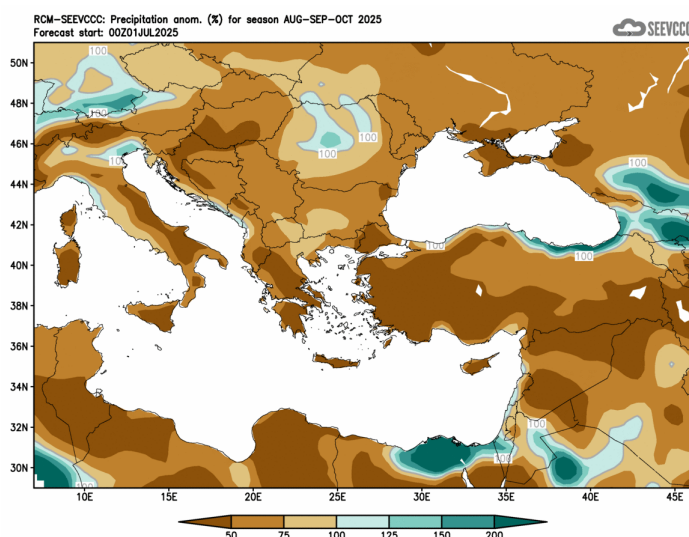 RCM-SEEVCCC: Precipitation anom. (%) for season AUG-SEP-OCT 2025
Forecast start: 00Z01JUL2025
SEEVCCC
50N
48N
46N
44N
42N
40N
38N
36N
34N
32N
30N
100
100
100
100
100
100
100
100
100
100
100
10E 15E 20E 25E 30E 35E 40E 45E
50 75 100 125 150 200